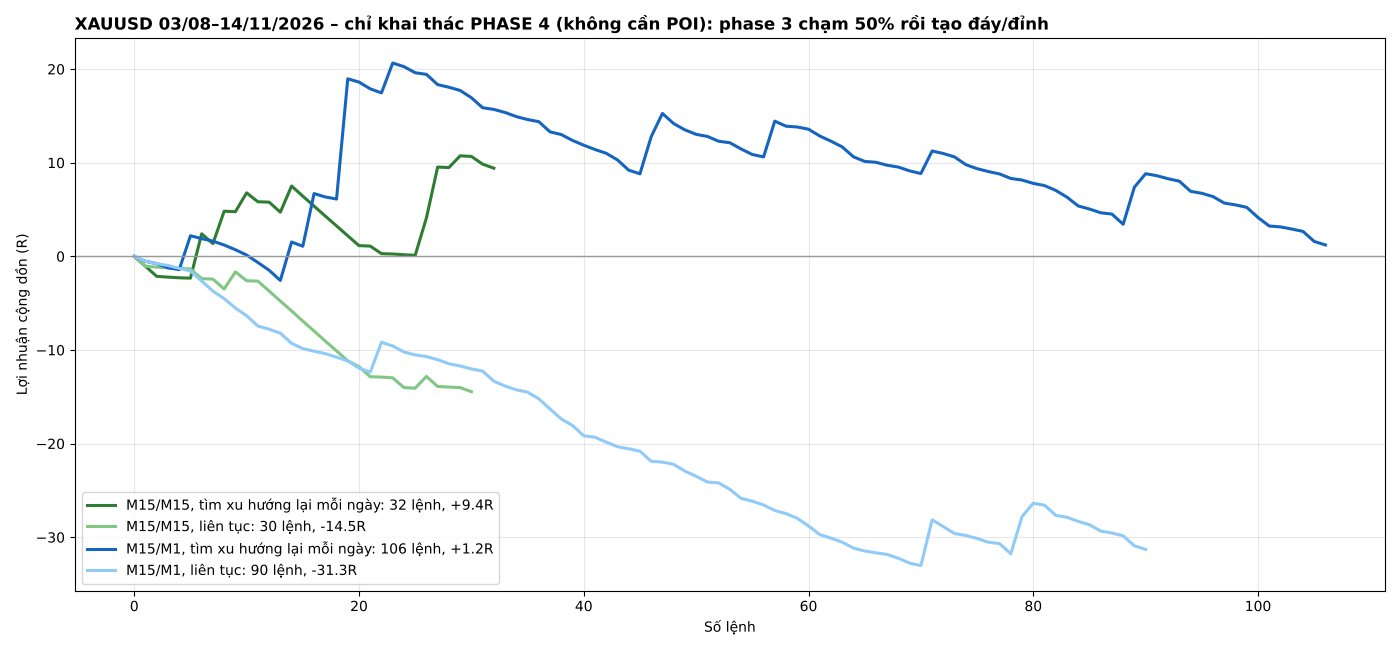 XAUUSD 03/08–14/11/2026 – chỉ khai thác PHASE 4 (không cần POI): phase 3 chạm 50% rồi tạo đáy/đỉnh
Lợi nhuận cộng dồn (R)
20
10
0
−10
−20
−30
M15/M15, tìm xu hướng lại mỗi ngày: 32 lệnh, +9.4R
M15/M15, liên tục: 30 lệnh, -14.5R
M15/M1, tìm xu hướng lại mỗi ngày: 106 lệnh, +1.2R
M15/M1, liên tục: 90 lệnh, -31.3R
0 20 40 60 80 100
Số lệnh